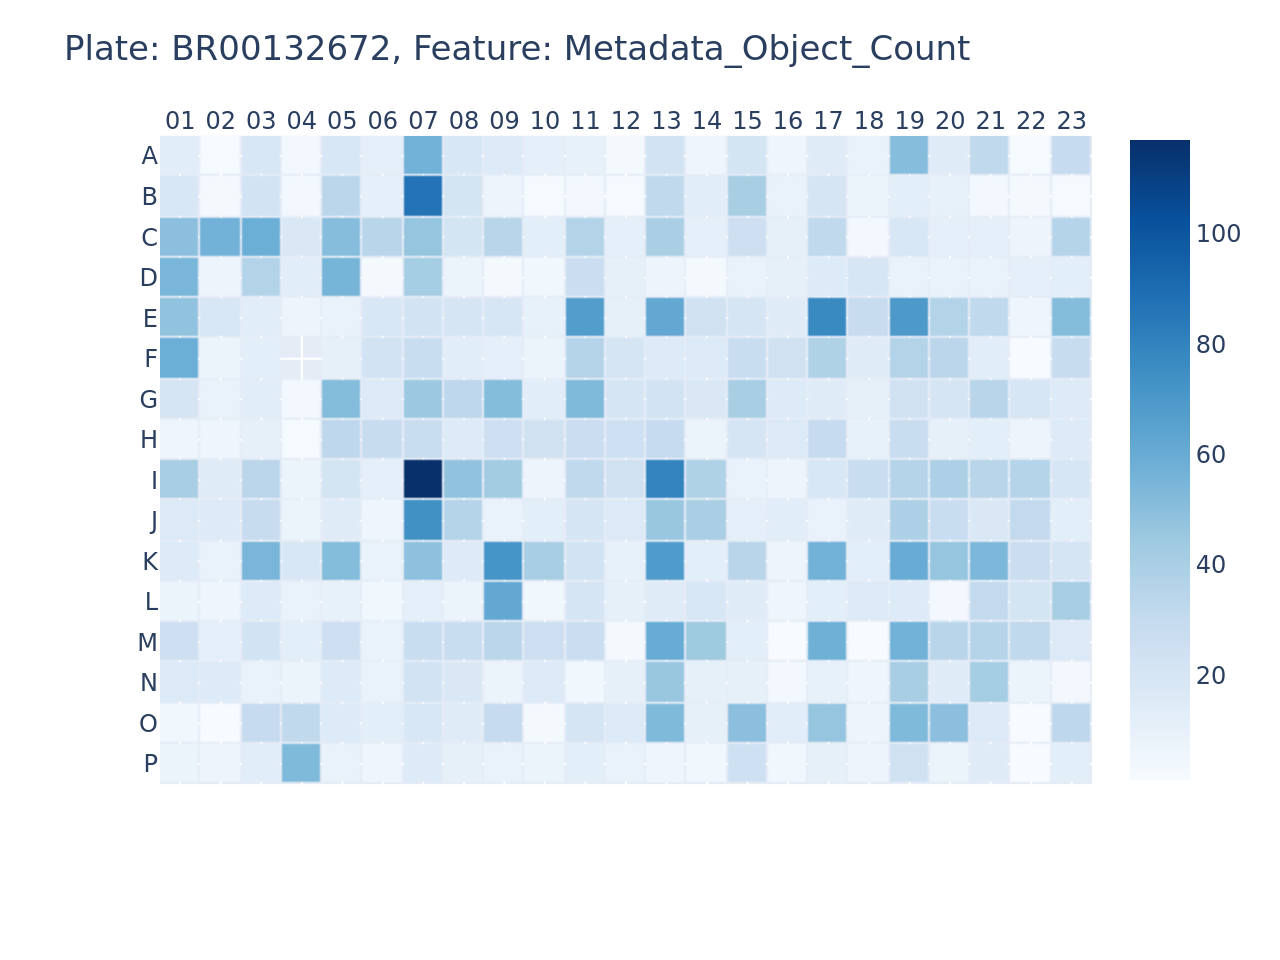 Plate: BR00132672, Feature: Metadata_Object_Count
01 02 03 04 05 06 07 08 09 10 11 12 13 14 15 16 17 18 19 20 21 22 23
A
B
C
D
E
F
G
H
I
J
K
L
M
N
O
P
100
80
60
40
20